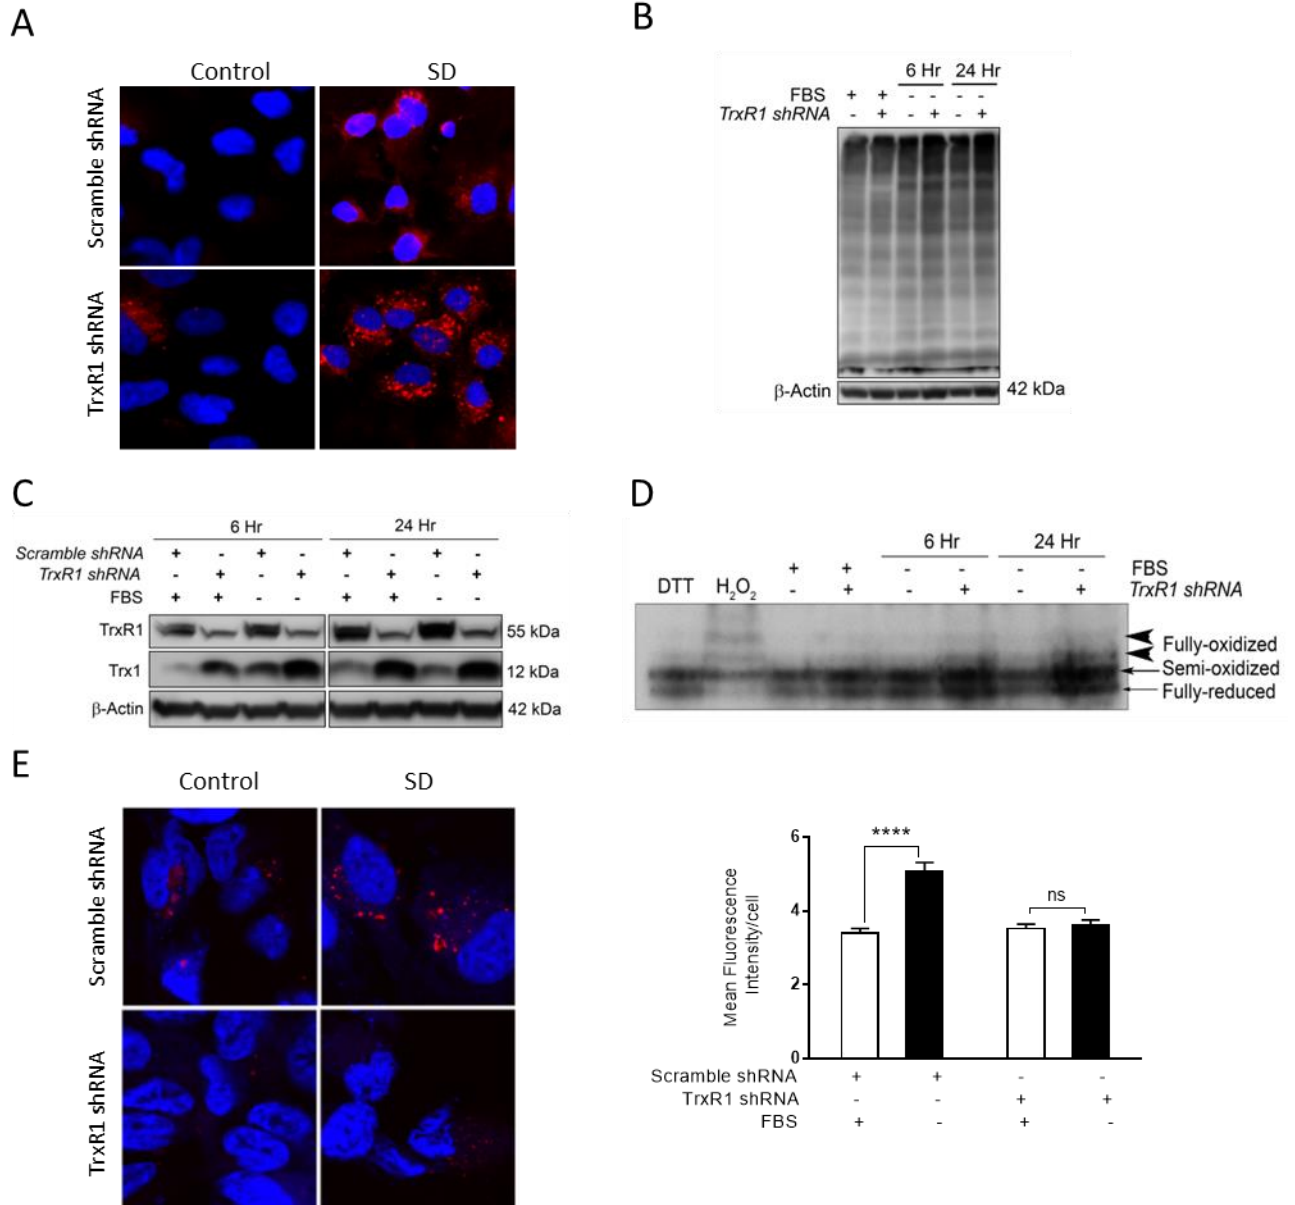 A
Control SD
Scramble shRNA
TrxR1 shRNA
B
6 Hr 24 Hr
FBS + + - - - -
TrxR1 shRNA - + - + - +
β-Actin 42 kDa
C
6 Hr 24 Hr
Scramble shRNA + - + - + - + -
TrxR1 shRNA - + - + - + - +
FBS + + - - + + - -
TrxR1 55 kDa
Trx1 12 kDa
β-Actin 42 kDa
D
6 Hr 24 Hr
+ + - - - - FBS
DTT H₂O₂ - + - + - + TrxR1 shRNA
Fully-oxidized
Semi-oxidized
Fully-reduced
E
Control SD
Scramble shRNA
TrxR1 shRNA
Mean Fluorescence
Intensity/cell
6
4
2
0
****
ns
Scramble shRNA + + - -
TrxR1 shRNA - - + +
FBS + - + -